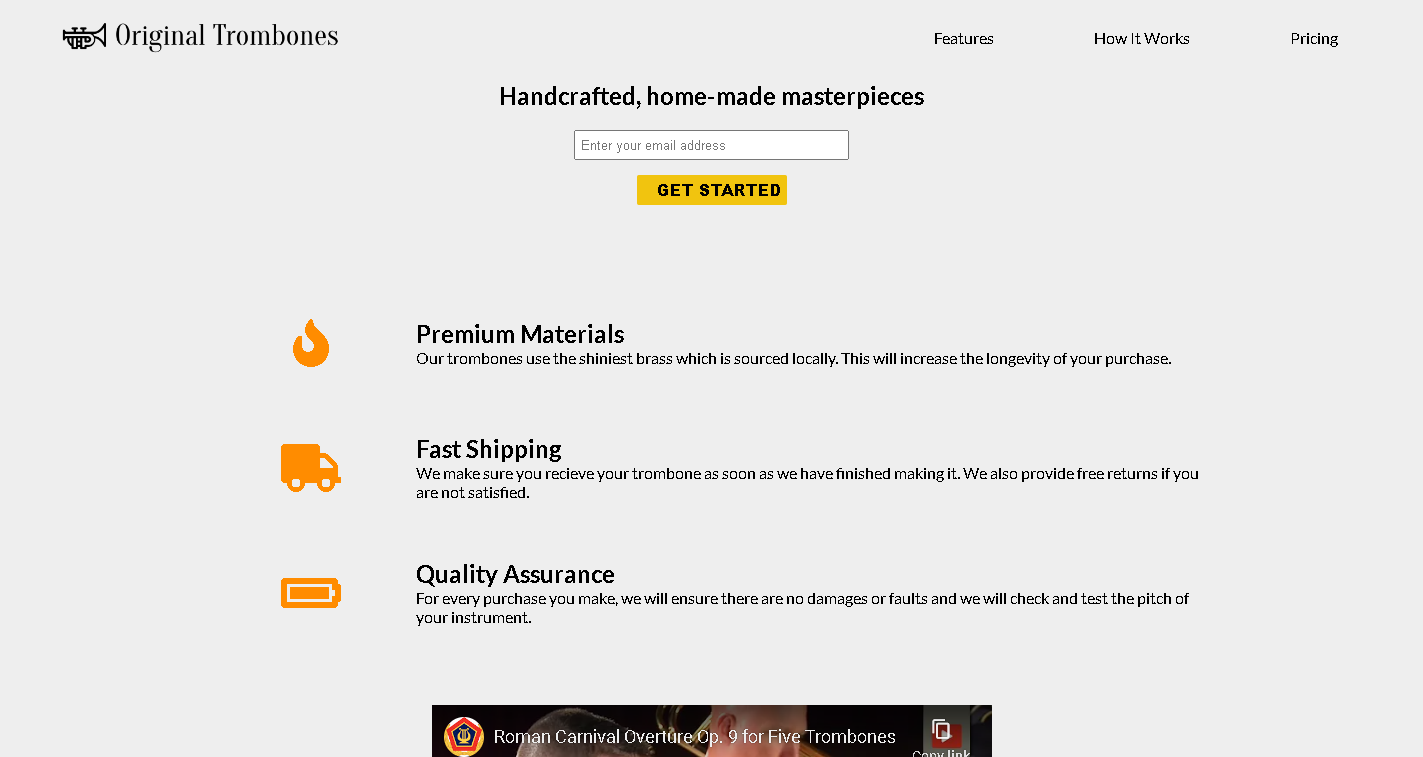 Original Trombones
Features
How It Works
Pricing
Handcrafted, home-made masterpieces
Enter your email address
GET STARTED
Premium Materials
Our trombones use the shiniest brass which is sourced locally. This will increase the longevity of your purchase.
Fast Shipping
We make sure you recieve your trombone as soon as we have finished making it. We also provide free returns if you
are not satisfied.
Quality Assurance
For every purchase you make, we will ensure there are no damages or faults and we will check and test the pitch of
your instrument.
Roman Carnival Overture Op. 9 for Five Trombones
Copy link